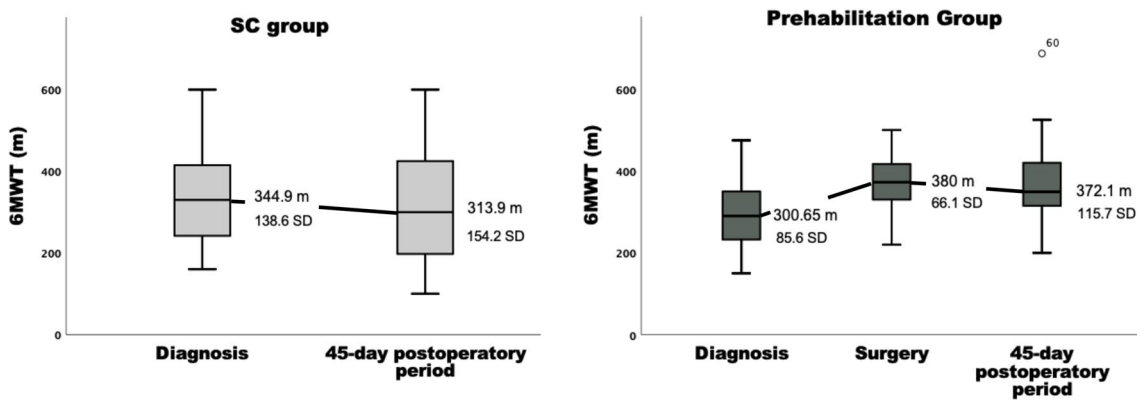 SC group
6MWT (m)
600
400
200
0
344.9 m
138.6 SD
313.9 m
154.2 SD
Diagnosis
45-day postoperatory
period
Prehabilitation Group
6MWT (m)
600
400
200
0
60
300.65 m
85.6 SD
380 m
66.1 SD
372.1 m
115.7 SD
Diagnosis
Surgery
45-day
postoperatory
period